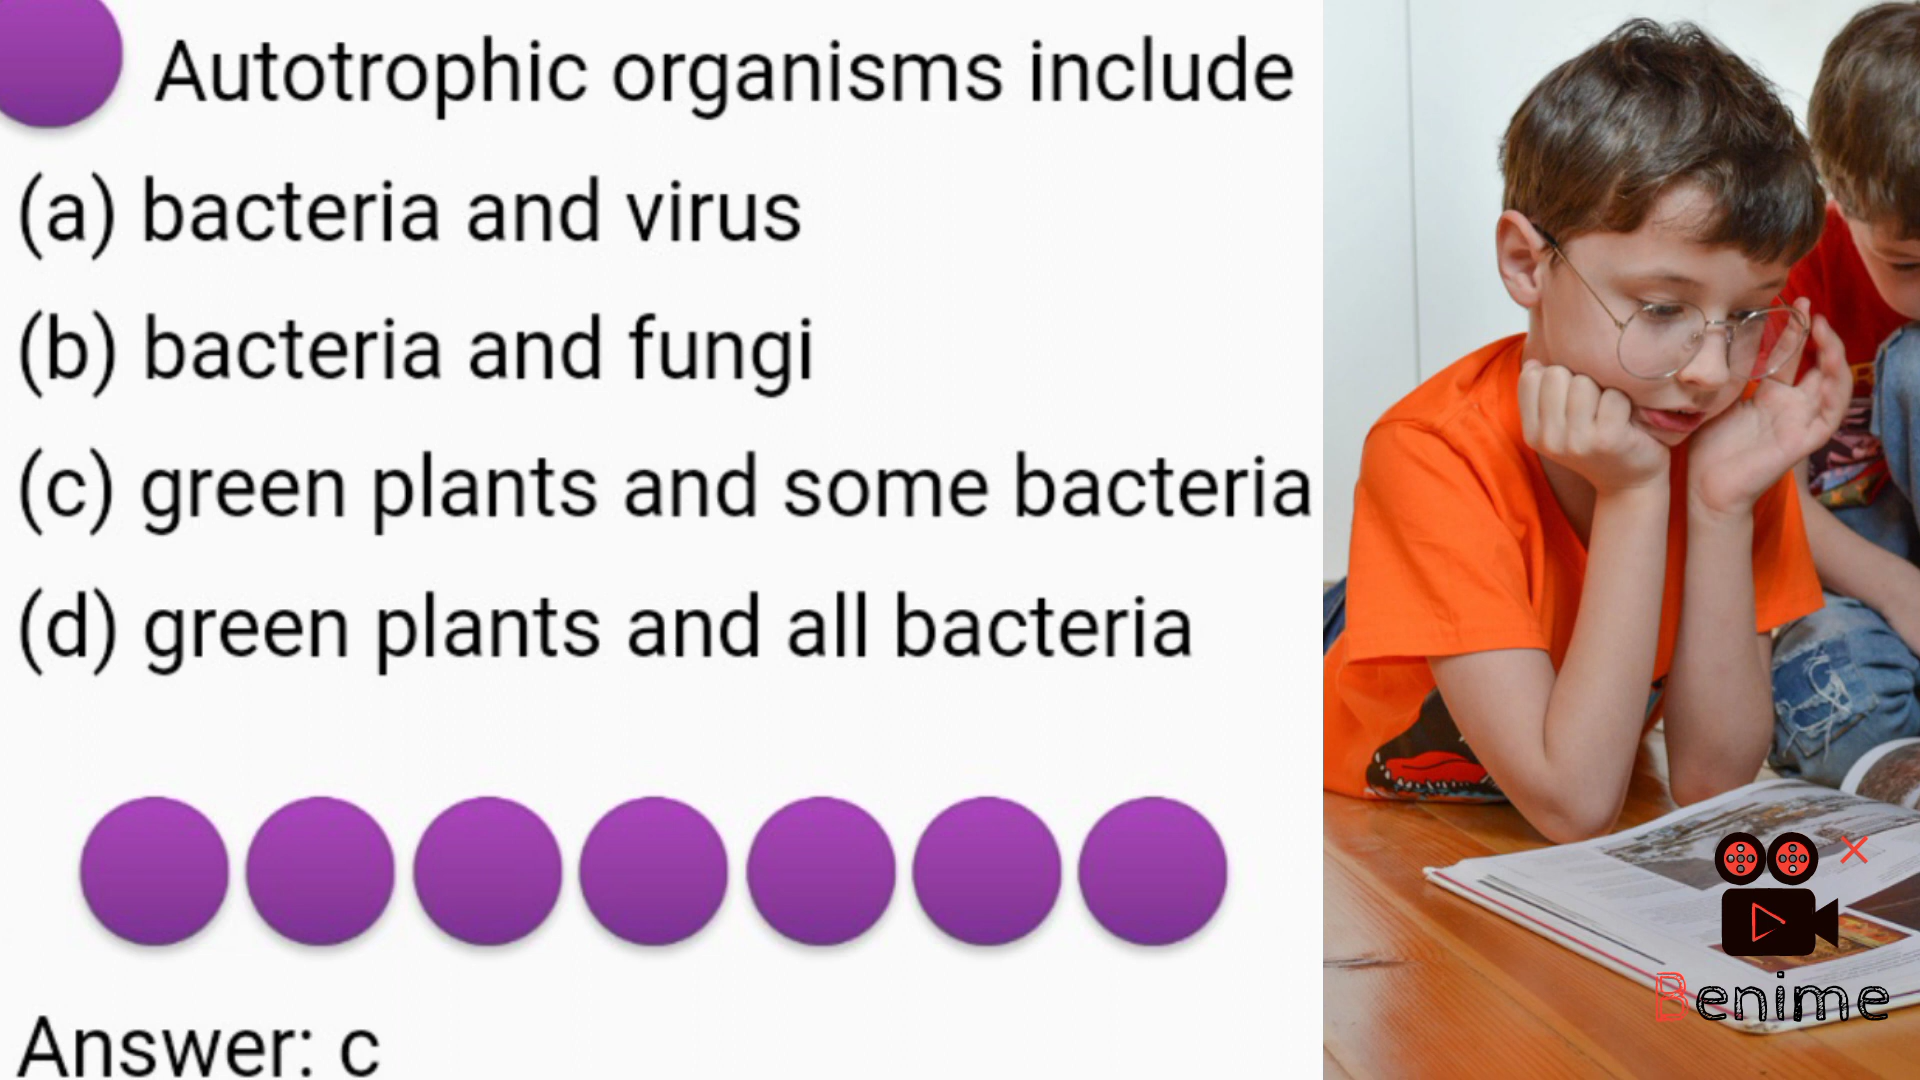 Autotrophic organisms include
(a) bacteria and virus
(b) bacteria and fungi
(c) green plants and some bacteria
(d) green plants and all bacteria
Answer: c
Benime